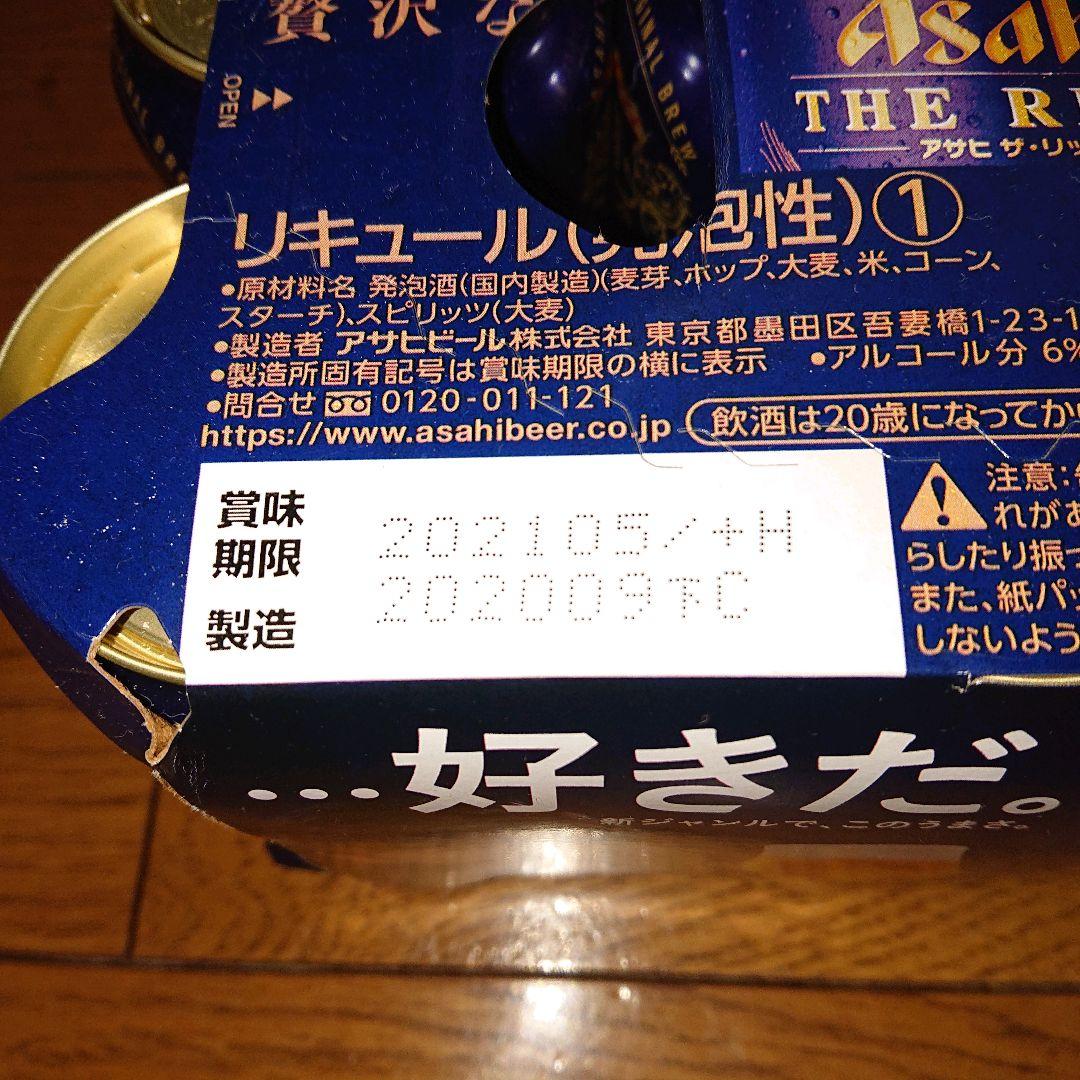 贅沢な
OPEN
ORIGINAL BREW
Asah
THE RI
アサヒ ザ・リッ
リキュール(発泡性)①
•原材料名 発泡酒(国内製造)(麦芽、ホップ、大麦、米、コーン、
スターチ)、スピリッツ(大麦)
•製造者 アサヒビール株式会社 東京都墨田区吾妻橋1-23-1
•製造所固有記号は賞味期限の横に表示 •アルコール分 6%
•問合せ 0120-011-121
https://www.asahibeer.co.jp
飲酒は20歳になってから
注意:
れがあ
らしたり振っ
また、紙パッ
しないよう
賞味
期限
製造
202105/+H
202009下C
…好きだ。
新ジャンルで、このうまさ。